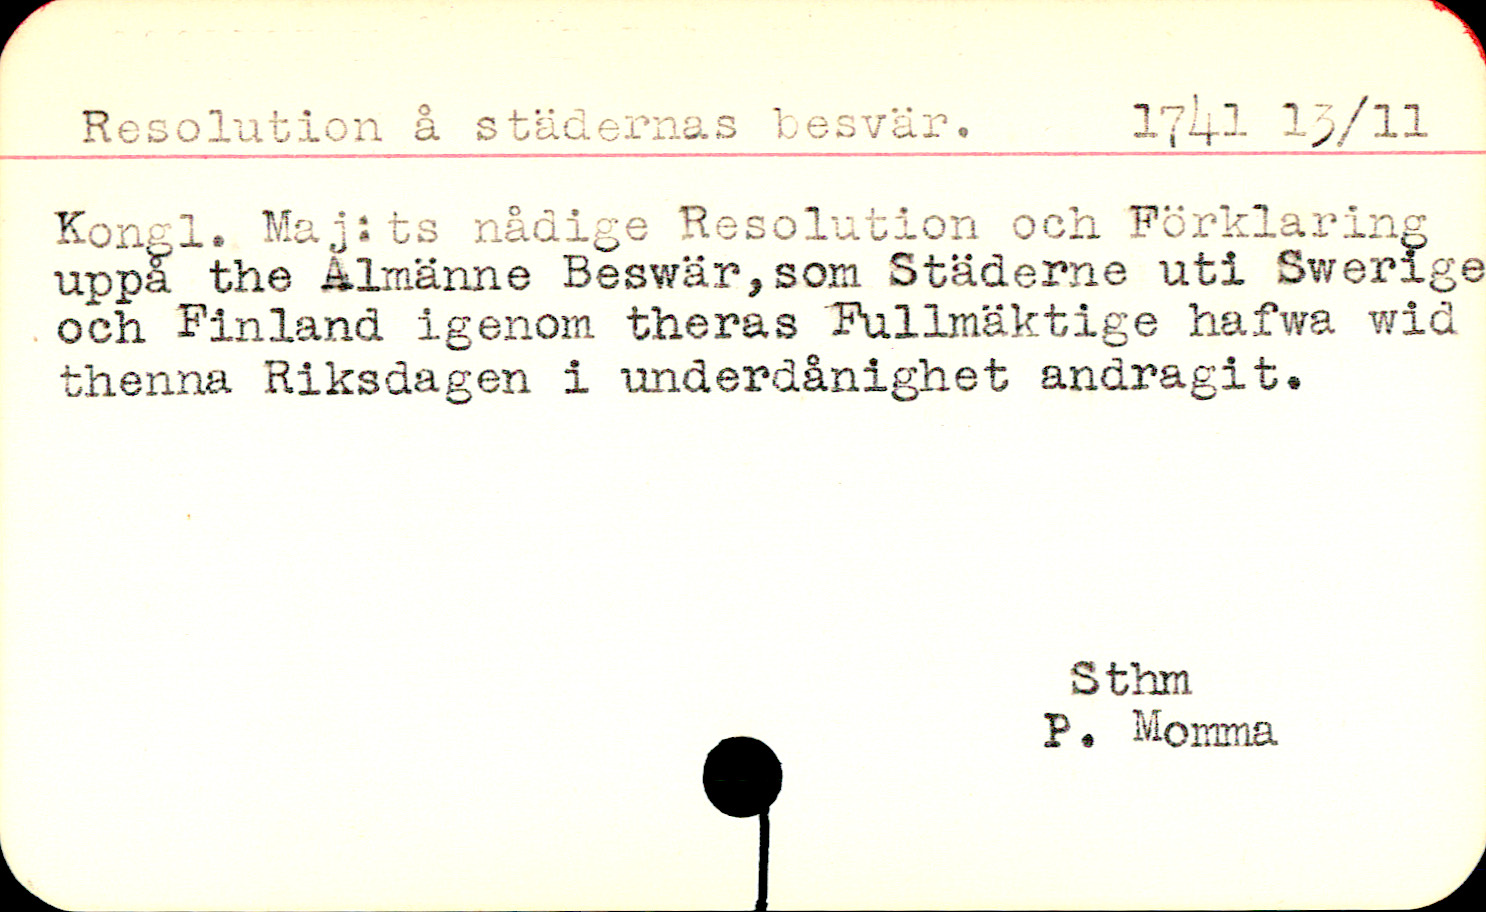 Resolution å städernas besvär. 1741 13/11
Kongl. Maj:ts nådige Resolution och Förklaring
uppå the Almänne Beswär,som Städerne uti Swerige
och Finland igenom theras Fullmäktige hafwa wid
thenna Riksdagen i underdånighet andragit.
Sthm
P. Momma